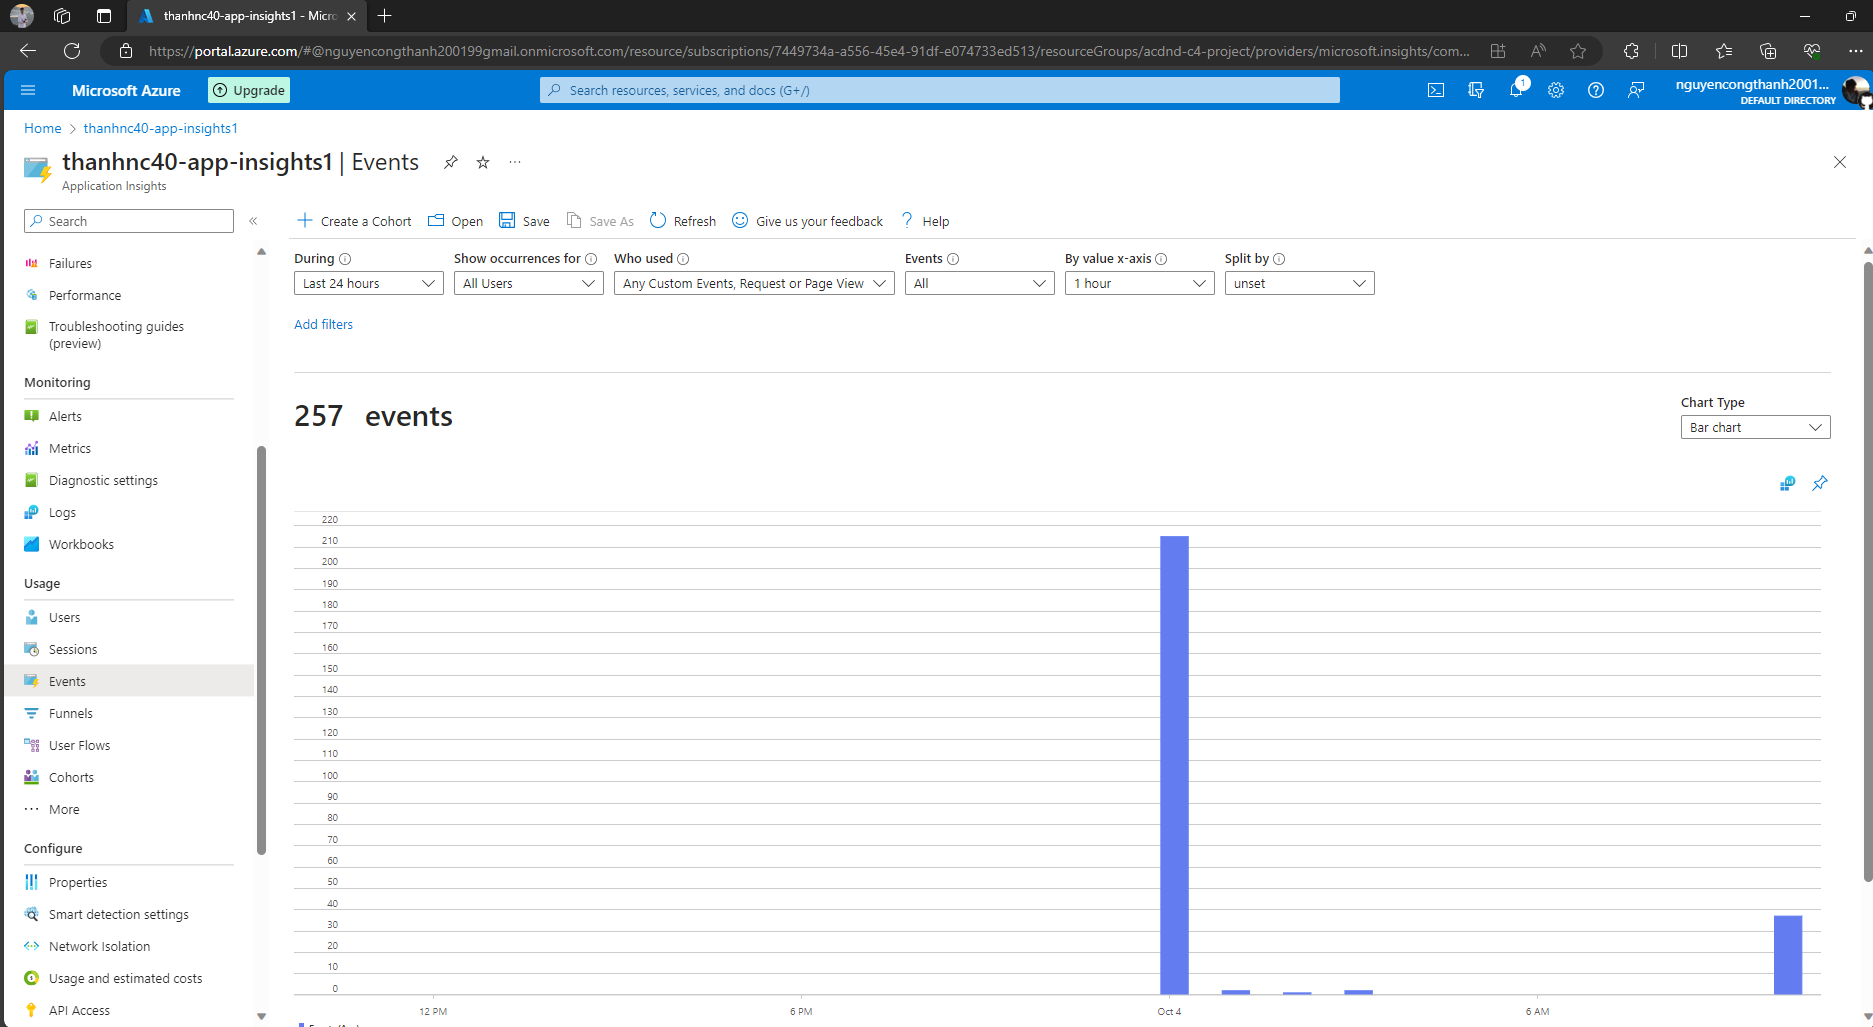 thanhnc40-app-insights1 - Micro
https://portal.azure.com/#@nguyencongthanh200199gmail.onmicrosoft.com/resource/subscriptions/7449734a-a556-45e4-91df-e074733ed513/resourceGroups/acdnd-c4-project/providers/microsoft.insights/com...
Microsoft Azure
Upgrade
Search resources, services, and docs (G+/)
1
nguyencongthanh2001...
DEFAULT DIRECTORY
Home > thanhnc40-app-insights1
thanhnc40-app-insights1 | Events
Application Insights
Search
Failures
Performance
Troubleshooting guides
(preview)
Monitoring
Alerts
Metrics
Diagnostic settings
Logs
Workbooks
Usage
Users
Sessions
Events
Funnels
User Flows
Cohorts
More
Configure
Properties
Smart detection settings
Network Isolation
Usage and estimated costs
API Access
Create a Cohort
Open
Save
Save As
Refresh
Give us your feedback
Help
During
Last 24 hours
Show occurrences for
All Users
Who used
Any Custom Events, Request or Page View
Events
All
By value x-axis
1 hour
Split by
unset
Add filters
257 events
Chart Type
Bar chart
220
210
200
190
180
170
160
150
140
130
120
110
100
90
80
70
60
50
40
30
20
10
0
12 PM
6 PM
Oct 4
6 AM